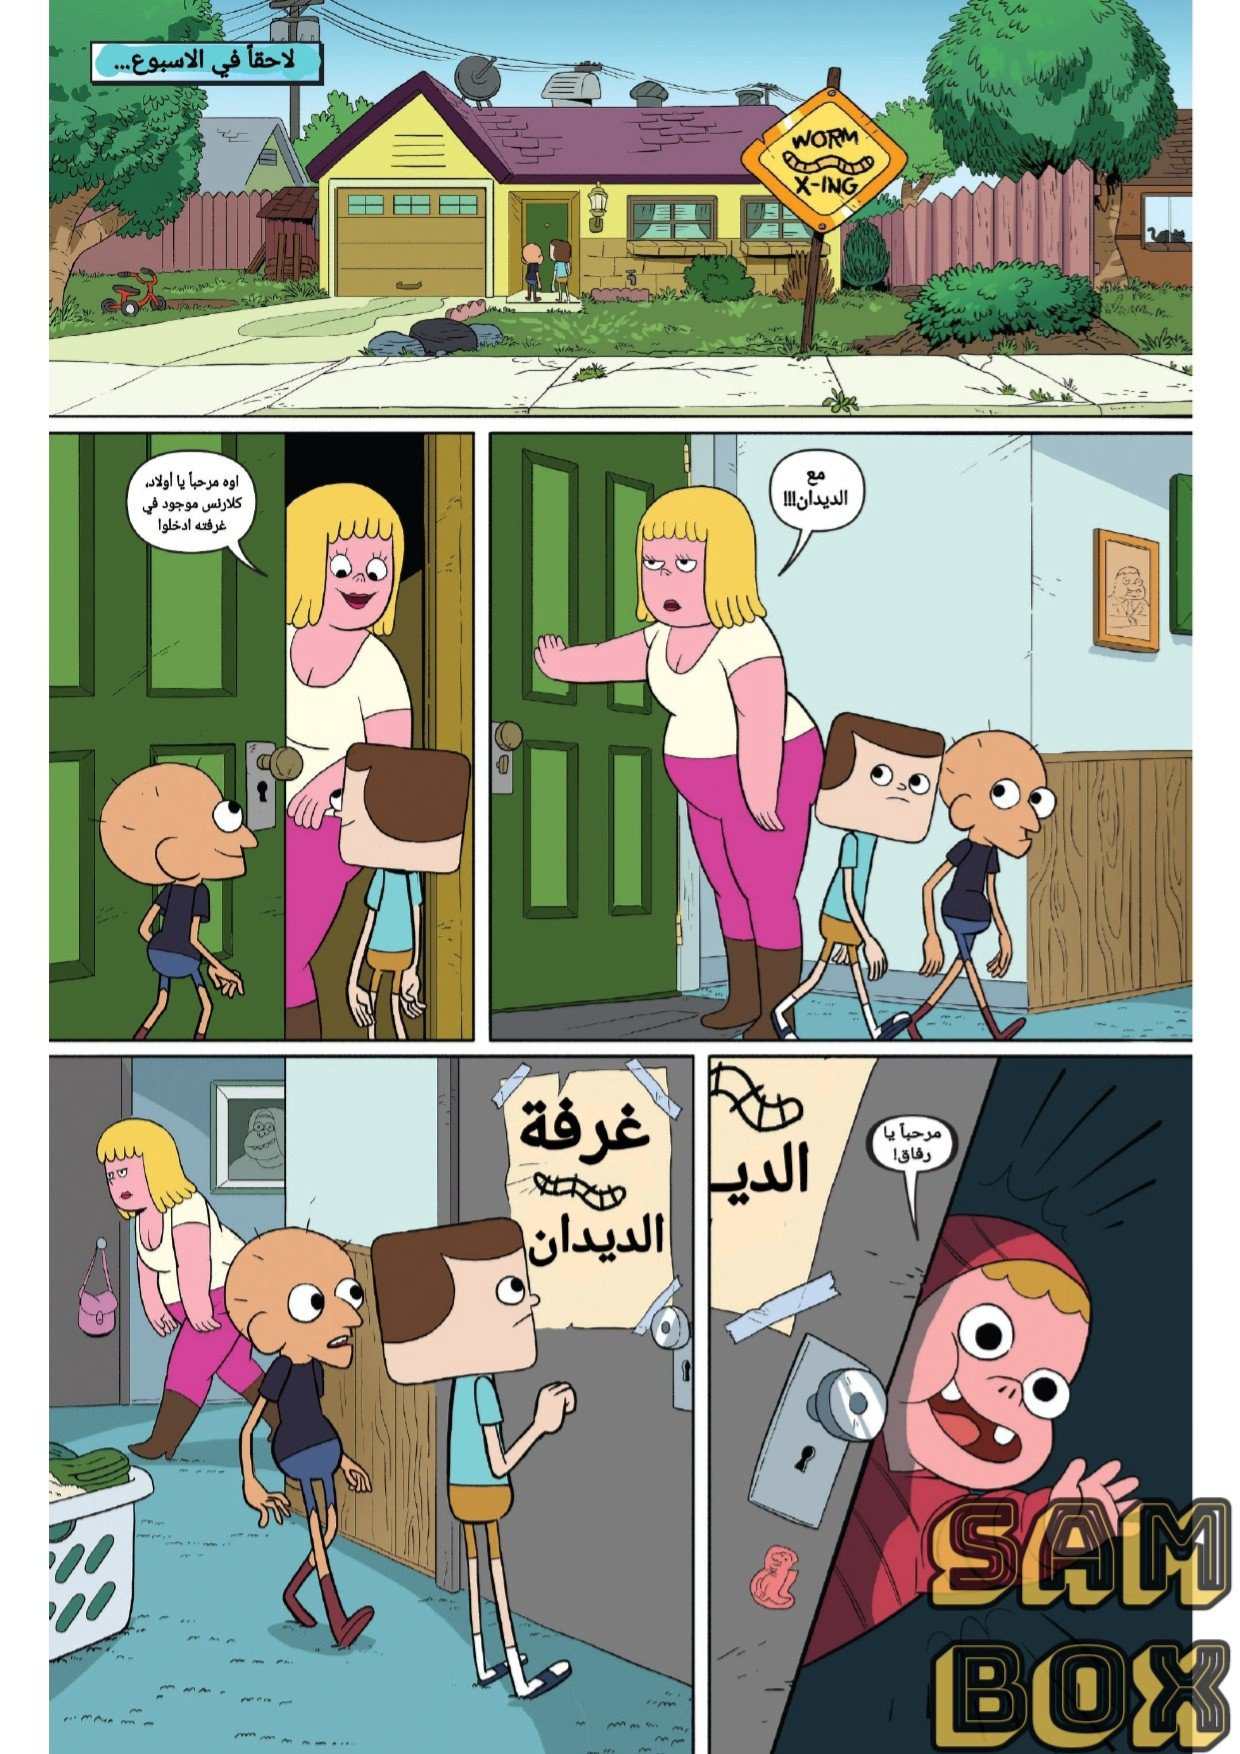 لاحقاً في الاسبوع...
WORM
X-ING
اوه مرحباً يا أولاد،
كلارنس موجود في
غرفته ادخلوا
مع
الديدان!!!
غرفة
الديدان
الديـ
مرحباً يا
رفاق!
SAM
BOX